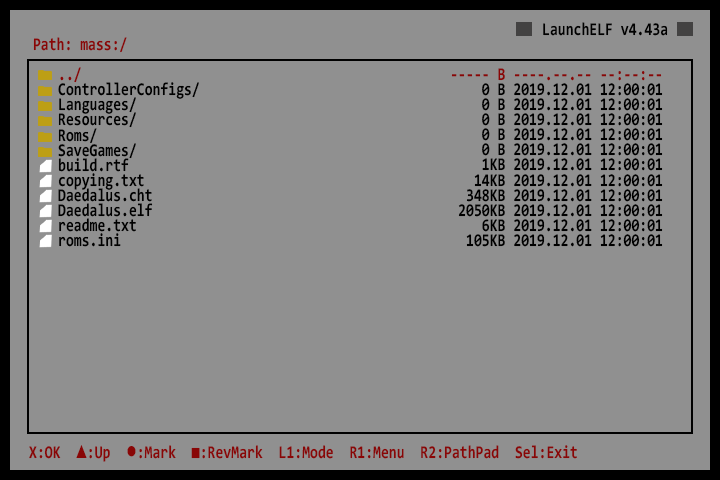 LaunchELF v4.43a
Path: mass:/
../ ----- B ----.--.-- --:--:--
ControllerConfigs/ 0 B 2019.12.01 12:00:01
Languages/ 0 B 2019.12.01 12:00:01
Resources/ 0 B 2019.12.01 12:00:01
Roms/ 0 B 2019.12.01 12:00:01
SaveGames/ 0 B 2019.12.01 12:00:01
build.rtf 1KB 2019.12.01 12:00:01
copying.txt 14KB 2019.12.01 12:00:01
Daedalus.cht 348KB 2019.12.01 12:00:01
Daedalus.elf 2050KB 2019.12.01 12:00:01
readme.txt 6KB 2019.12.01 12:00:01
roms.ini 105KB 2019.12.01 12:00:01
X:OK ▲:Up ●:Mark ■:RevMark L1:Mode R1:Menu R2:PathPad Sel:Exit